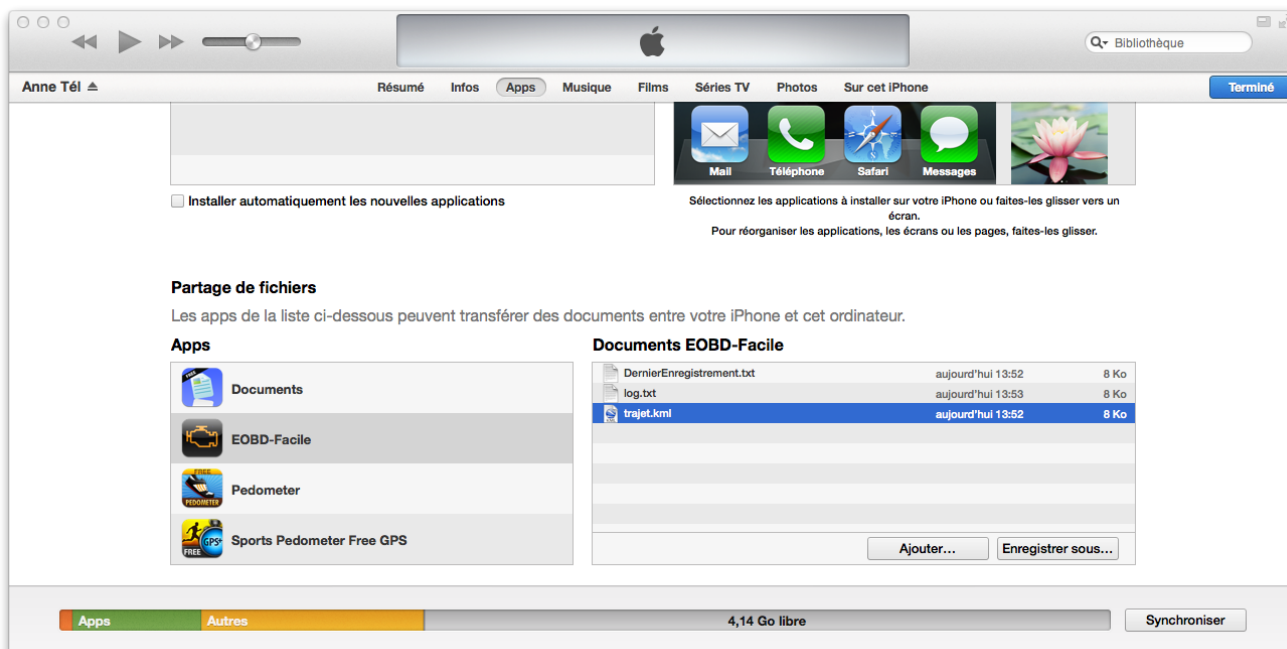 Bibliothèque
Anne Tél
Résumé Infos Apps Musique Films Séries TV Photos Sur cet iPhone Terminé
Mail Téléphone Safari Messages
Installer automatiquement les nouvelles applications
Sélectionnez les applications à installer sur votre iPhone ou faites-les glisser vers un
écran.
Pour réorganiser les applications, les écrans ou les pages, faites-les glisser.
Partage de fichiers
Les apps de la liste ci-dessous peuvent transférer des documents entre votre iPhone et cet ordinateur.
Apps
FREE
Documents
EOBD-Facile
FREE
PEDOMETER
Pedometer
GPS+
FREE
Sports Pedometer Free GPS
Documents EOBD-Facile
DernierEnregistrement.txt aujourd'hui 13:52 8 Ko
log.txt aujourd'hui 13:53 8 Ko
trajet.kml aujourd'hui 13:52 8 Ko
Ajouter... Enregistrer sous...
Apps Autres 4,14 Go libre Synchroniser